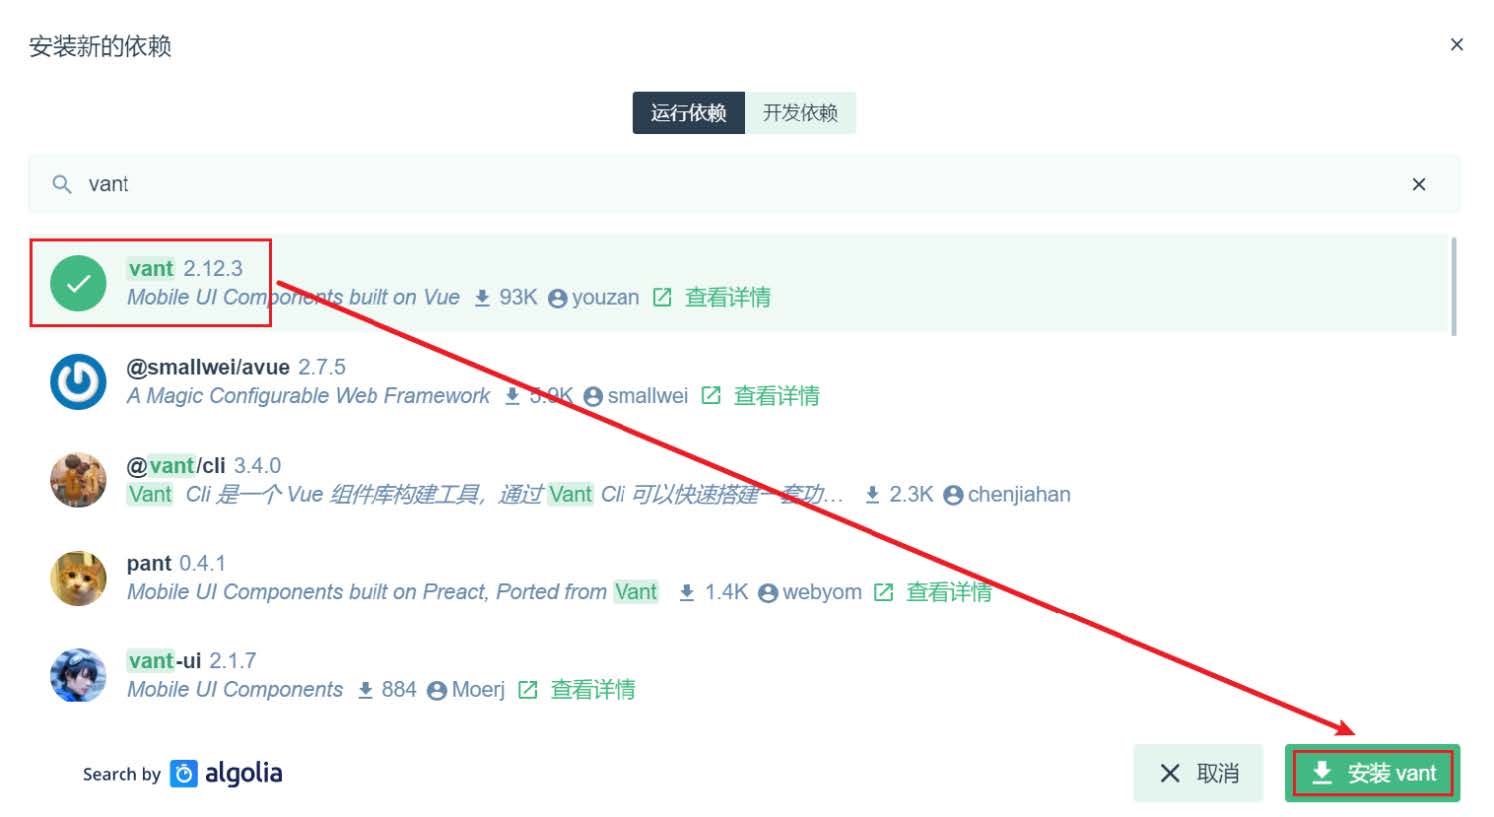 安装新的依赖
运行依赖 开发依赖
vant
vant 2.12.3
Mobile UI Components built on Vue 93K youzan 查看详情
@smallwei/avue 2.7.5
A Magic Configurable Web Framework 5.9K smallwei 查看详情
@vant/cli 3.4.0
Vant Cli 是一个 Vue 组件库构建工具，通过 Vant Cli 可以快速搭建一套功... 2.3K chenjiahan
pant 0.4.1
Mobile UI Components built on Preact, Ported from Vant 1.4K webyom 查看详情
vant-ui 2.1.7
Mobile UI Components 884 Moerj 查看详情
Search by algolia
取消 安装 vant